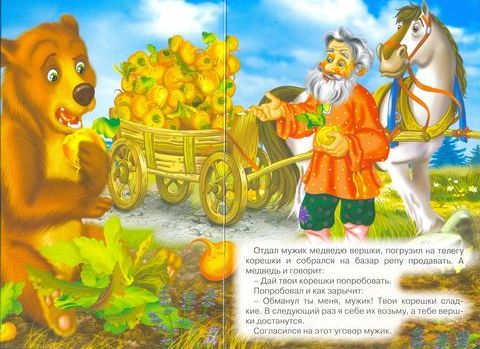 Отдал мужик медведю вершки, погрузил на телегу
корешки и собрался на базар репу продавать. А
медведь и говорит:
– Дай твои корешки попробовать.
Попробовал и как зарычит:
– Обманул ты меня, мужик! Твои корешки слад-
кие. В следующий раз я себе их возьму, а тебе верш-
ки достанутся.
Согласился на этот уговор мужик.